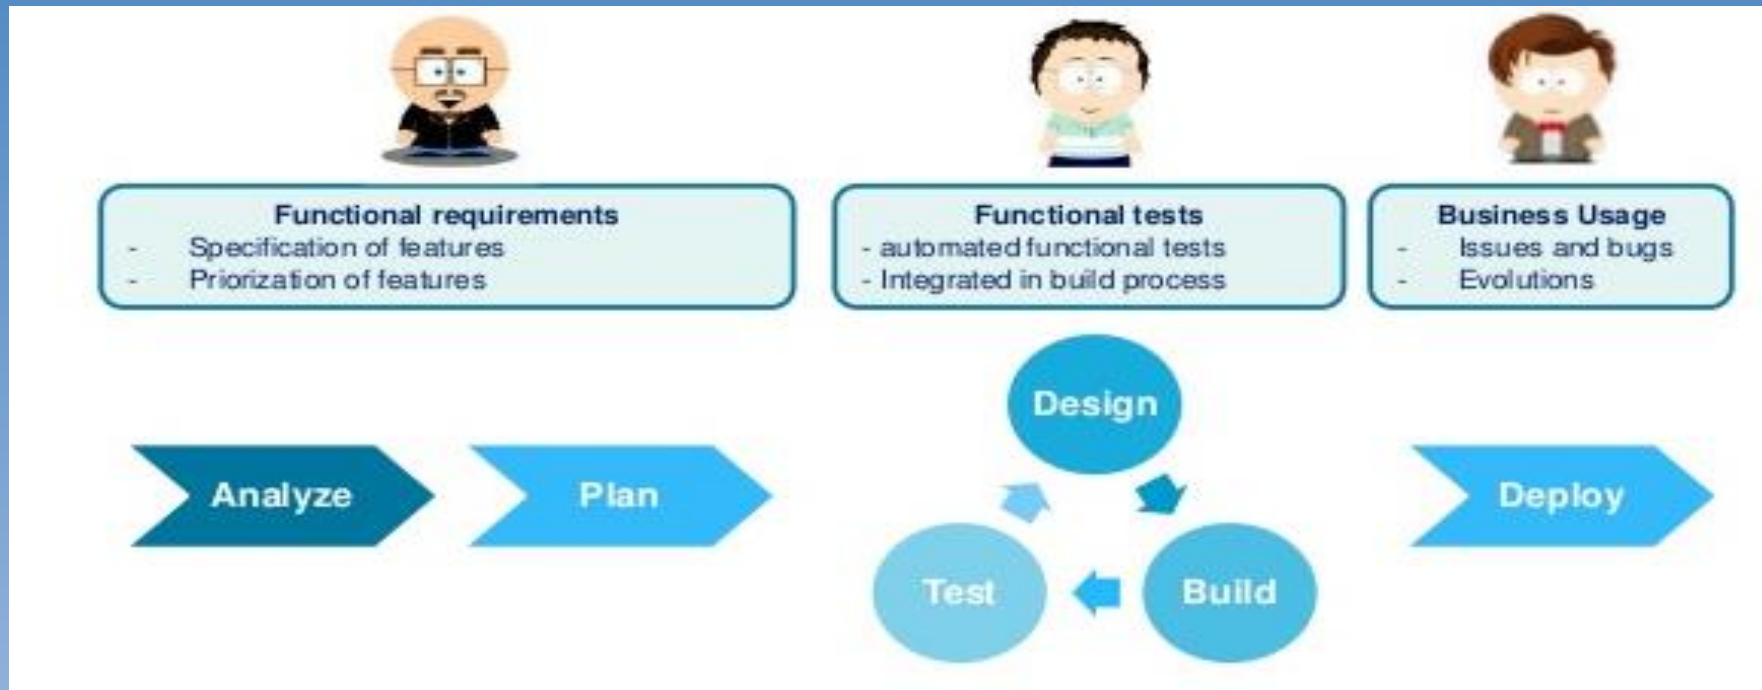 Functional requirements
- Specification of features
- Priorization of features
Functional tests
- automated functional tests
- Integrated in build process
Business Usage
- Issues and bugs
- Evolutions
Design
Analyze
Plan
Deploy
Test
Build